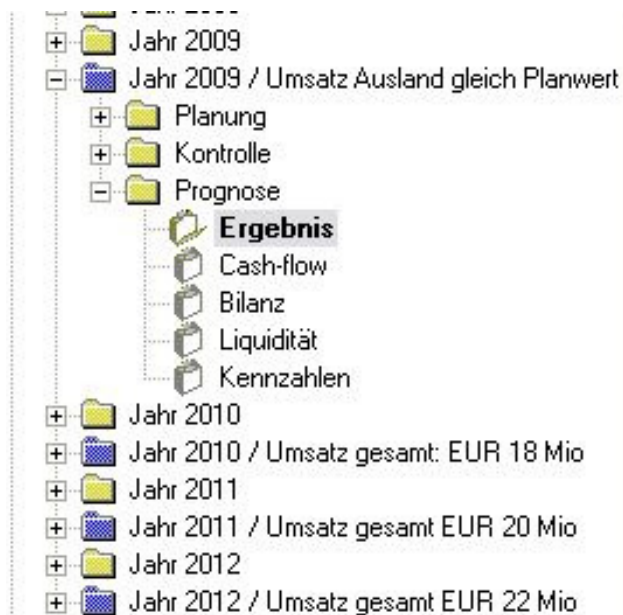 Jahr 2009
Jahr 2009 / Umsatz Ausland gleich Planwert
Planung
Kontrolle
Prognose
Ergebnis
Cash-flow
Bilanz
Liquidität
Kennzahlen
Jahr 2010
Jahr 2010 / Umsatz gesamt: EUR 18 Mio
Jahr 2011
Jahr 2011 / Umsatz gesamt EUR 20 Mio
Jahr 2012
Jahr 2012 / Umsatz gesamt EUR 22 Mio